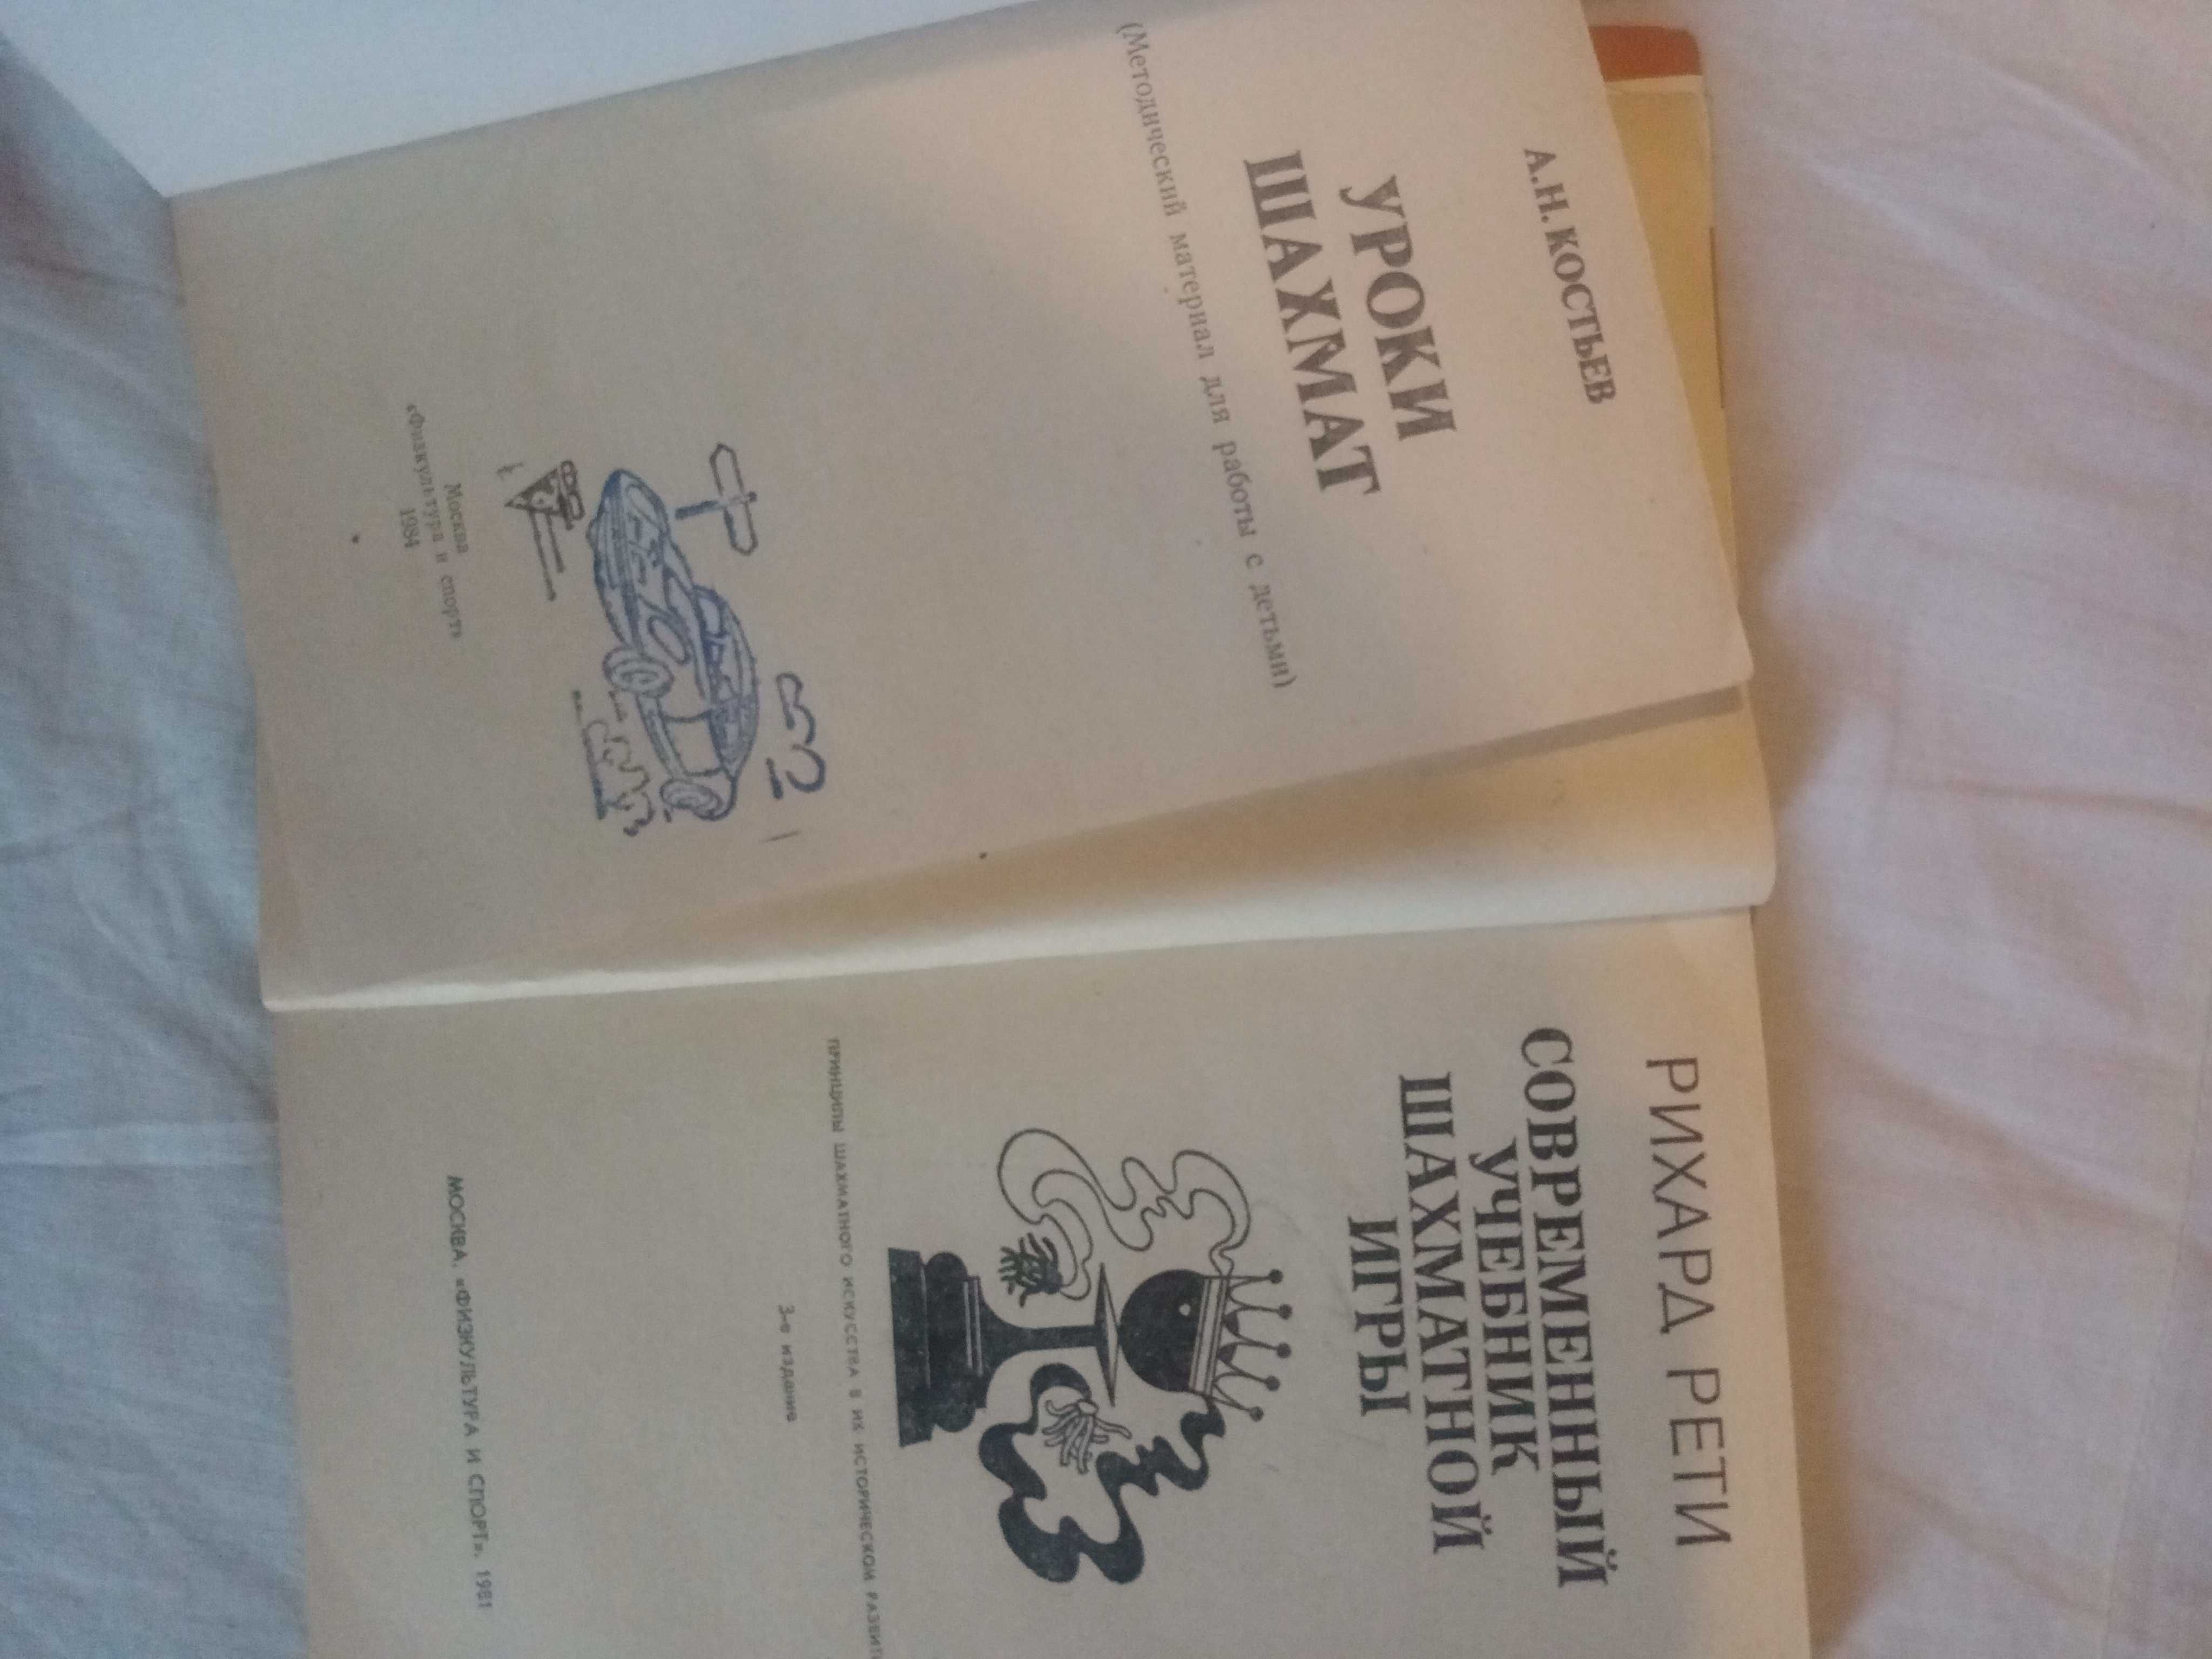 А.Н. КОСТЬЕВ
УРОКИ
ШАХМАТ
(Методический материал для работы с детьми)
Москва
«Физкультура и спорт»
1984
РИХАРД РЕТИ
СОВРЕМЕННЫЙ
УЧЕБНИК
ШАХМАТНОЙ
ИГРЫ
ПРИНЦИПЫ ШАХМАТНОГО ИСКУССТВА В ИХ ИСТОРИЧЕСКОМ
3-е издание
МОСКВА, «ФИЗКУЛЬТУРА И СПОРТ», 1981